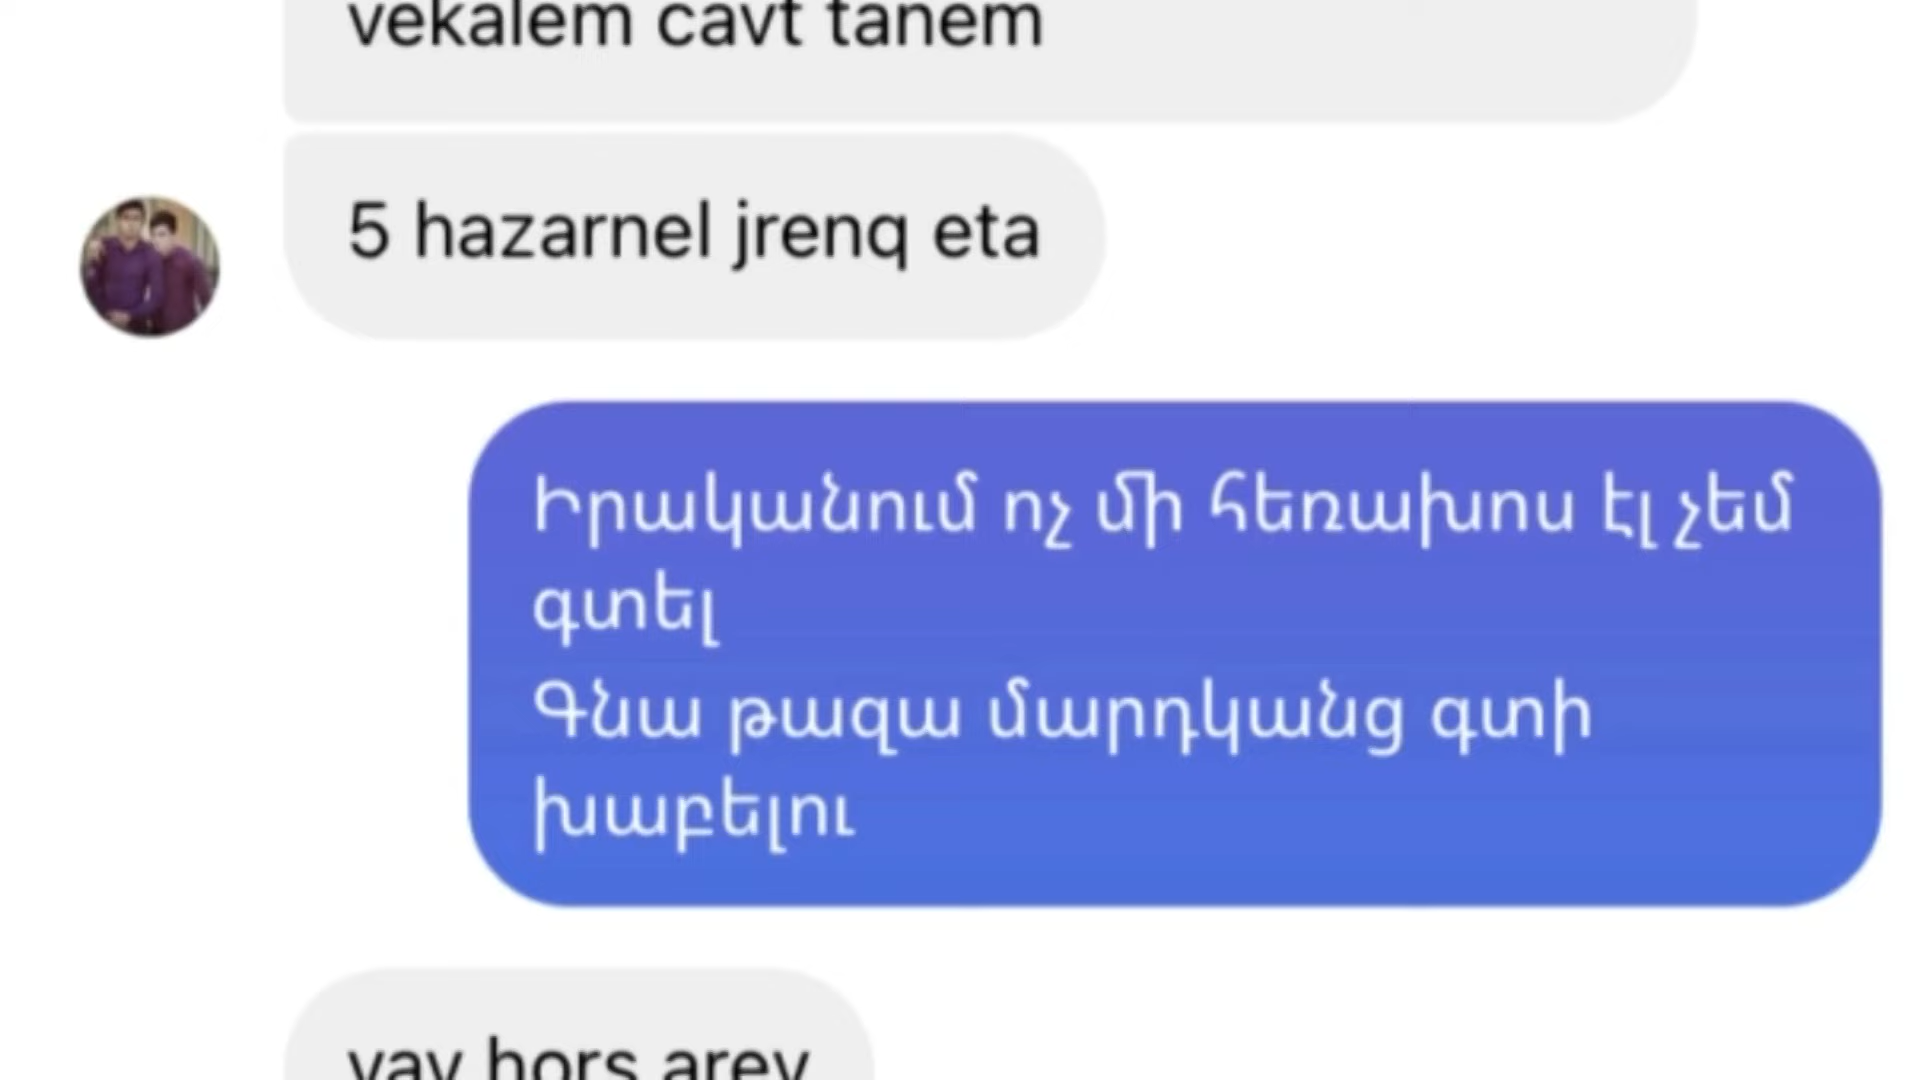 vekalem cavt tanem
5 hazarnel jrenq eta
Իրականում ոչ մի հեռախոս էլ չեմ
գտել
Գնա թազա մարդկանց գտի
խաբելու
vay hors arev